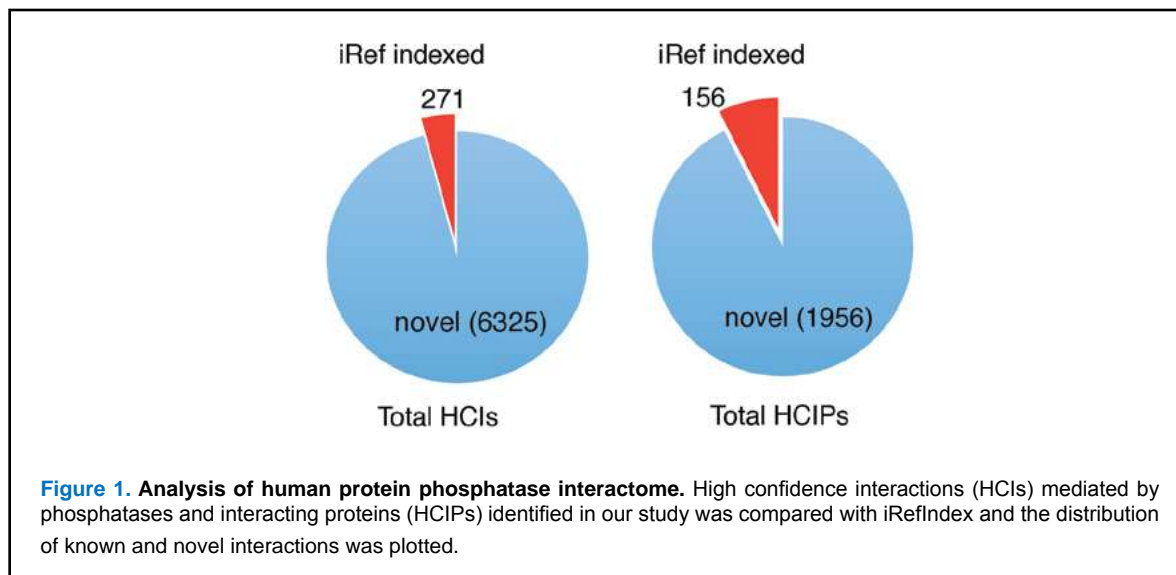 iRef indexed
271
novel (6325)
Total HCIs
iRef indexed
156
novel (1956)
Total HCIPs
Figure 1. Analysis of human protein phosphatase interactome. High confidence interactions (HCIs) mediated by
phosphatases and interacting proteins (HCIPs) identified in our study was compared with iRefIndex and the distribution
of known and novel interactions was plotted.